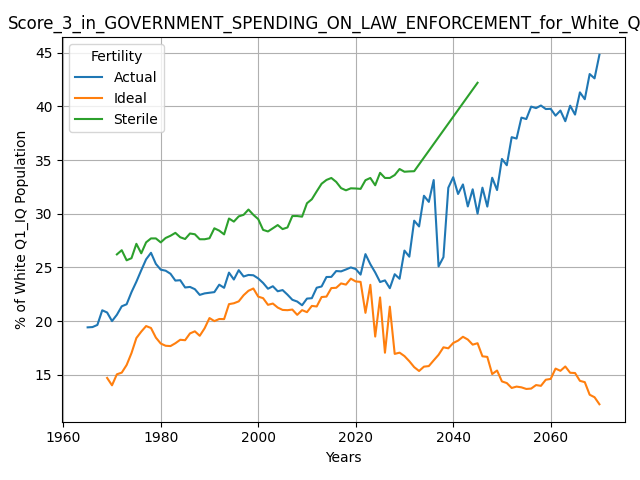 Score_3_in_GOVERNMENT_SPENDING_ON_LAW_ENFORCEMENT_for_White_Q
Fertility
Actual
Ideal
Sterile
45
40
35
30
25
20
15
% of White Q1_IQ Population
1960 1980 2000 2020 2040 2060
Years